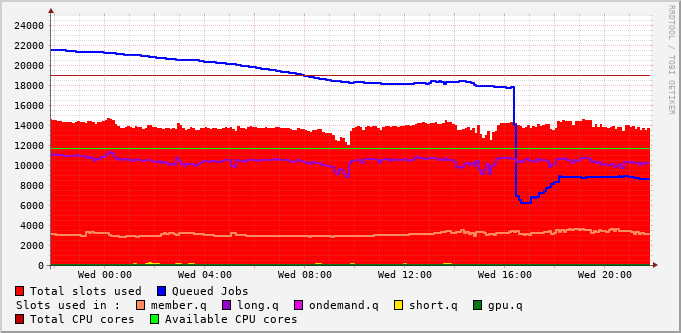 RRDTOOL / TOBI OETIKER
24000
22000
20000
18000
16000
14000
12000
10000
8000
6000
4000
2000
0
Wed 00:00 Wed 04:00 Wed 08:00 Wed 12:00 Wed 16:00 Wed 20:00
Total slots used Queued Jobs
Slots used in : member.q long.q ondemand.q short.q gpu.q
Total CPU cores Available CPU cores